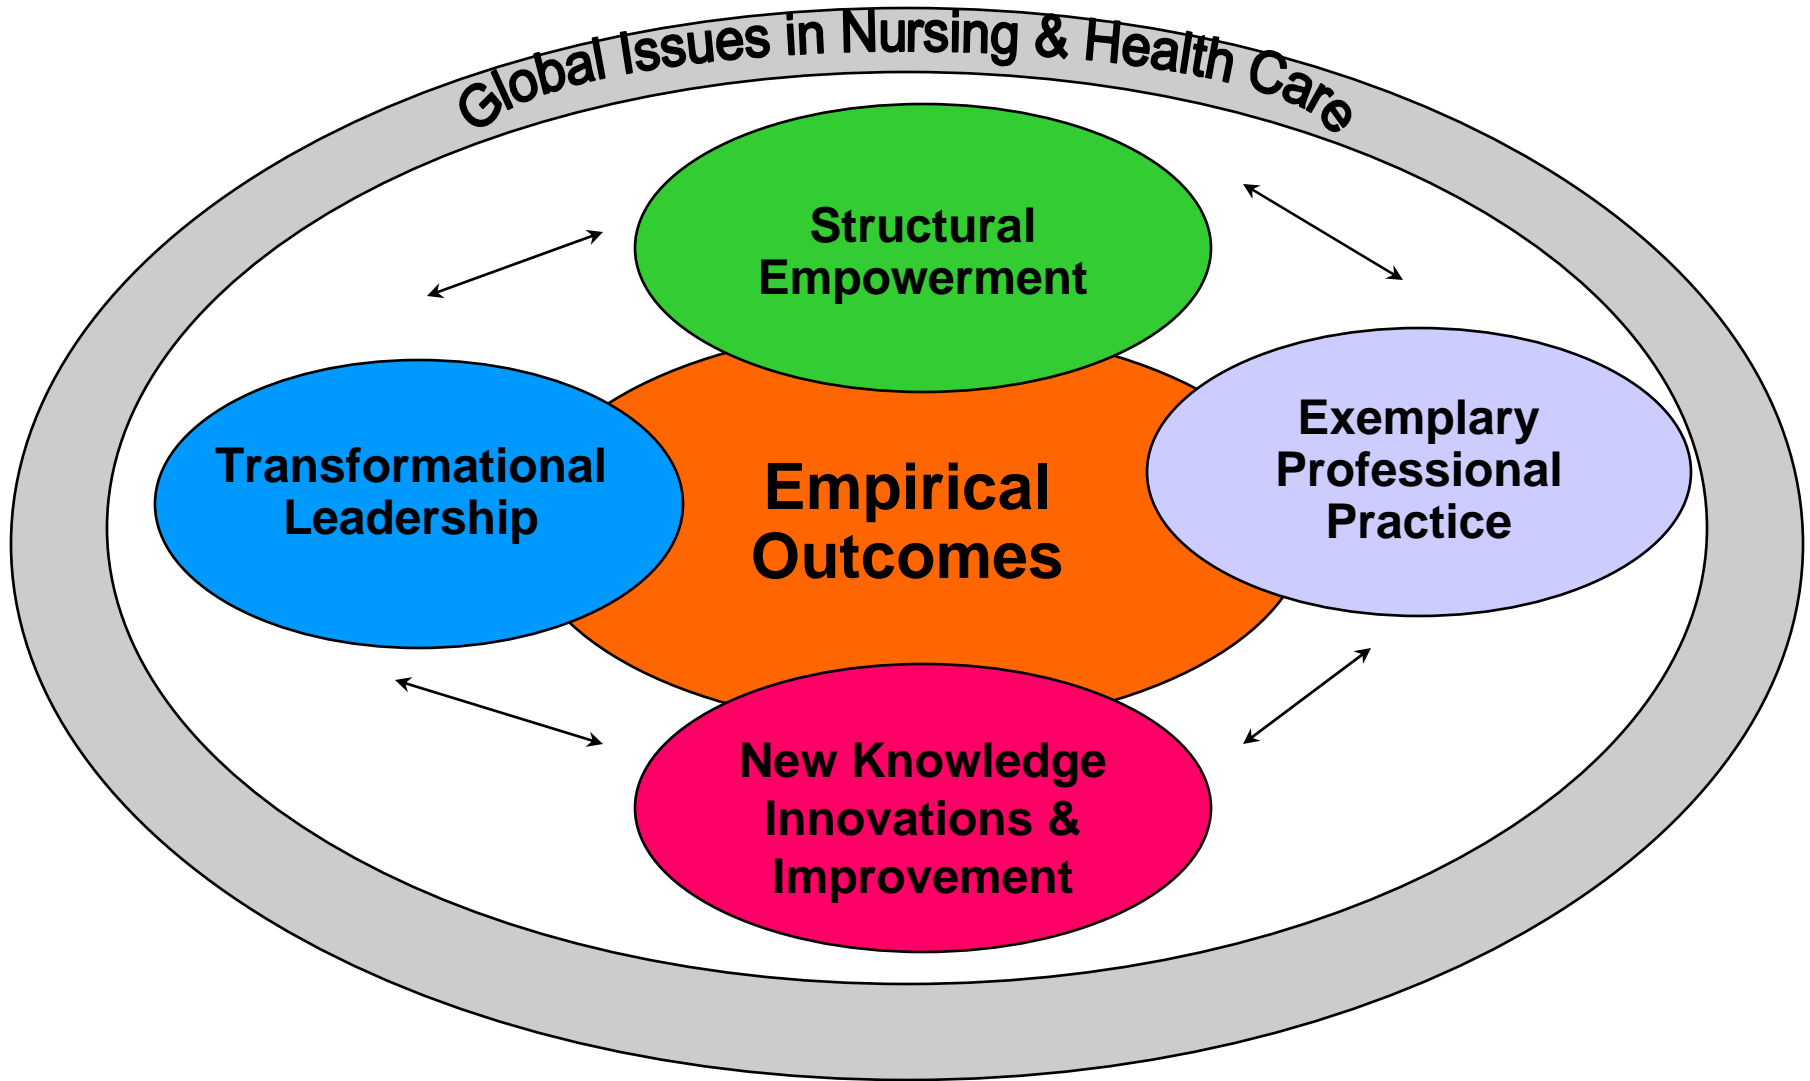 Global Issues in Nursing & Health Care
Structural
Empowerment
Transformational
Leadership
Empirical
Outcomes
Exemplary
Professional
Practice
New Knowledge
Innovations &
Improvement